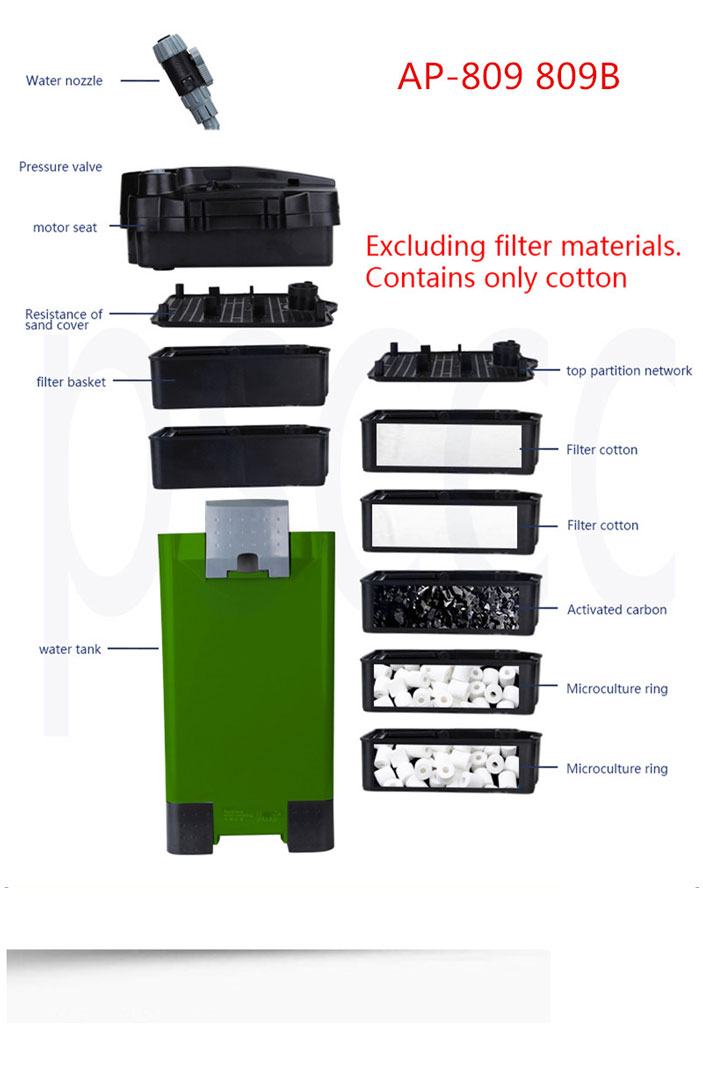 AP-809 809B
Water nozzle
Pressure valve
motor seat
Excluding filter materials.
Contains only cotton
Resistance of
sand cover
filter basket
top partition network
Filter cotton
Filter cotton
Activated carbon
water tank
Microculture ring
Microculture ring